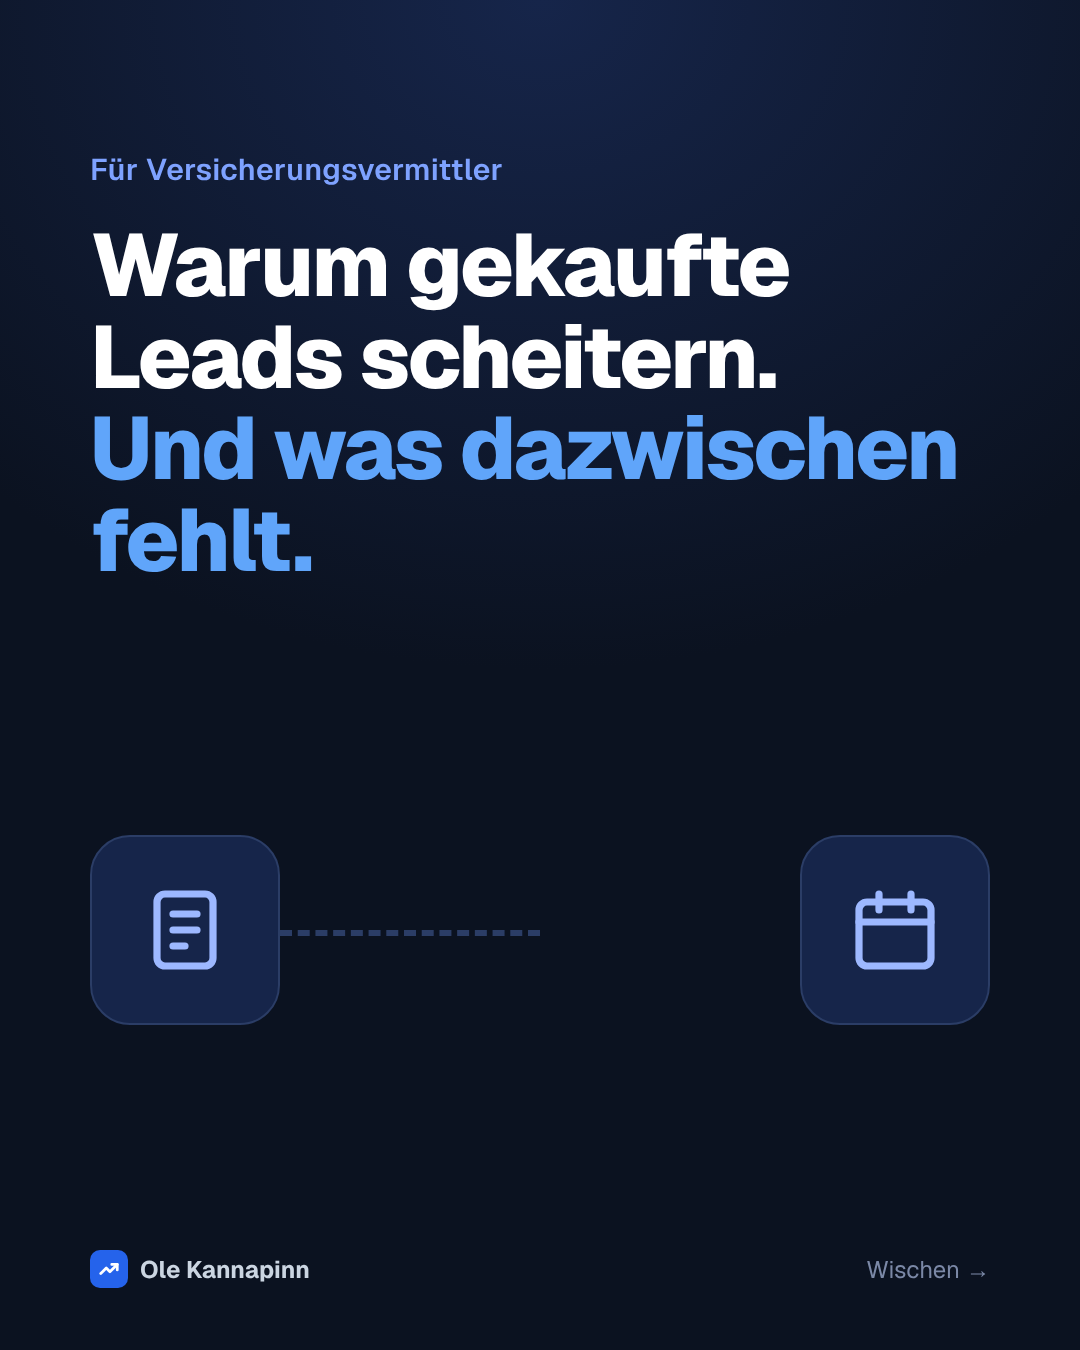 Für Versicherungsvermittler
Warum gekaufte
Leads scheitern.
Und was dazwischen
fehlt.
Ole Kannapinn
Wischen →